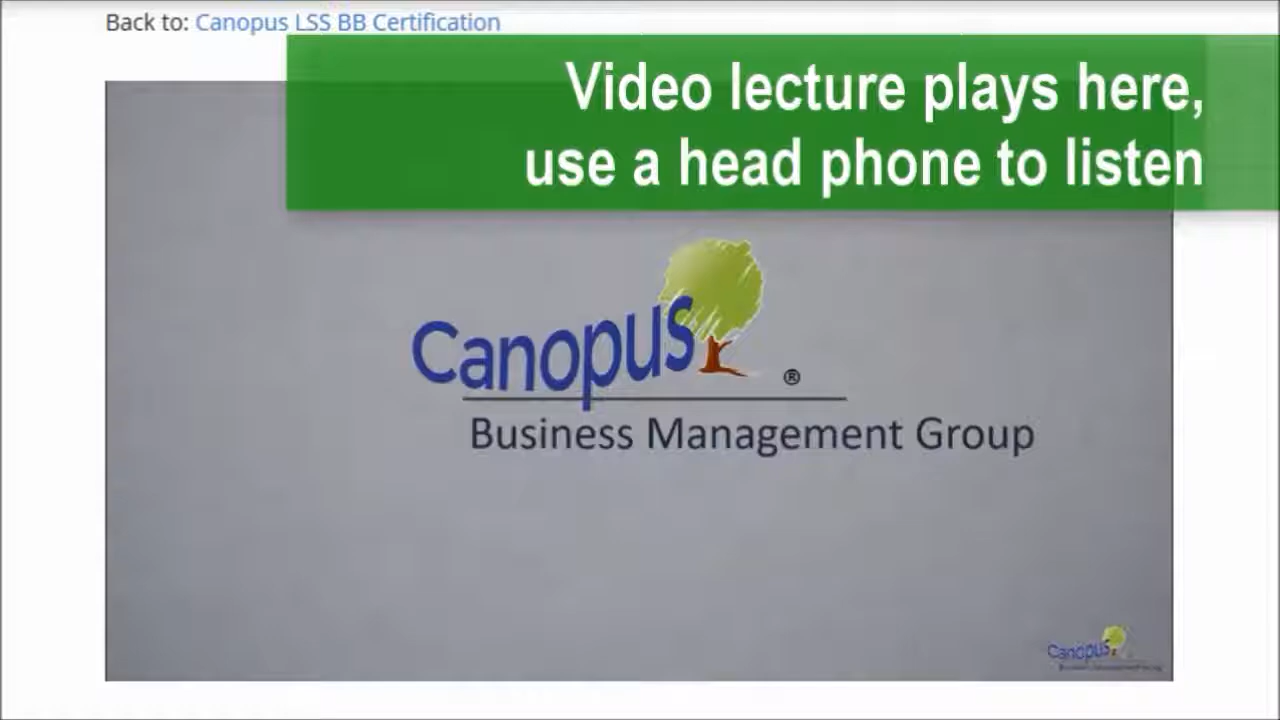 Back to: Canopus LSS BB Certification
Video lecture plays here,
use a head phone to listen
Canopus ®
Business Management Group
Canopus